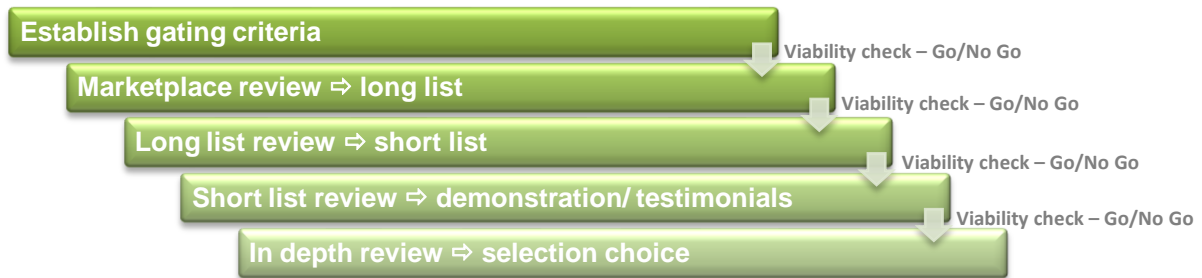 Establish gating criteria
Viability check – Go/No Go
Marketplace review ⇨ long list
Viability check – Go/No Go
Long list review ⇨ short list
Viability check – Go/No Go
Short list review ⇨ demonstration/ testimonials
Viability check – Go/No Go
In depth review ⇨ selection choice